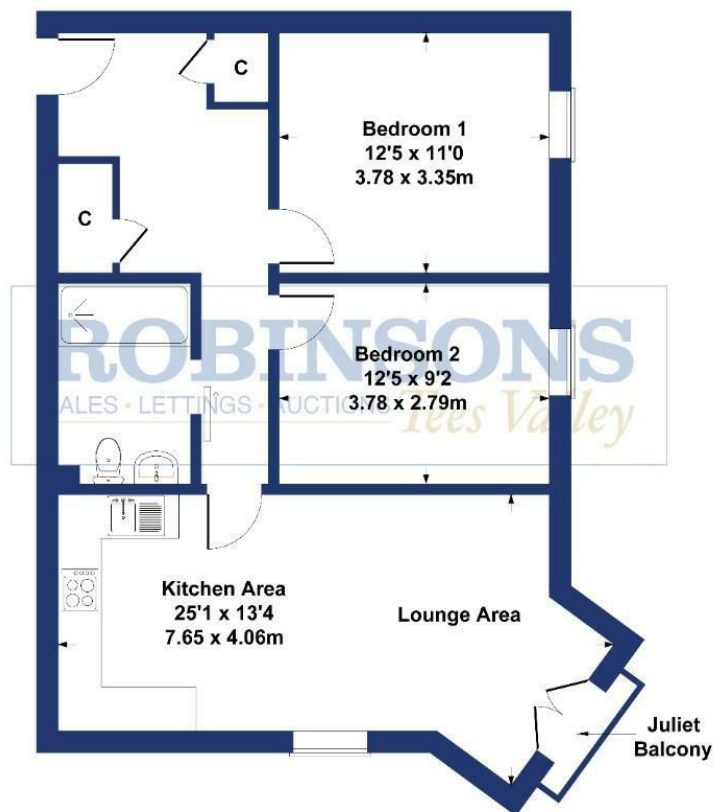 C
Bedroom 1
12'5 x 11'0
3.78 x 3.35m
C
ROBINSONS
Bedroom 2
12'5 x 9'2
3.78 x 2.79m
ALES · LETTINGS · AUCTIONS
Tees Valley
Kitchen Area
25'1 x 13'4
7.65 x 4.06m
Lounge Area
Juliet
Balcony